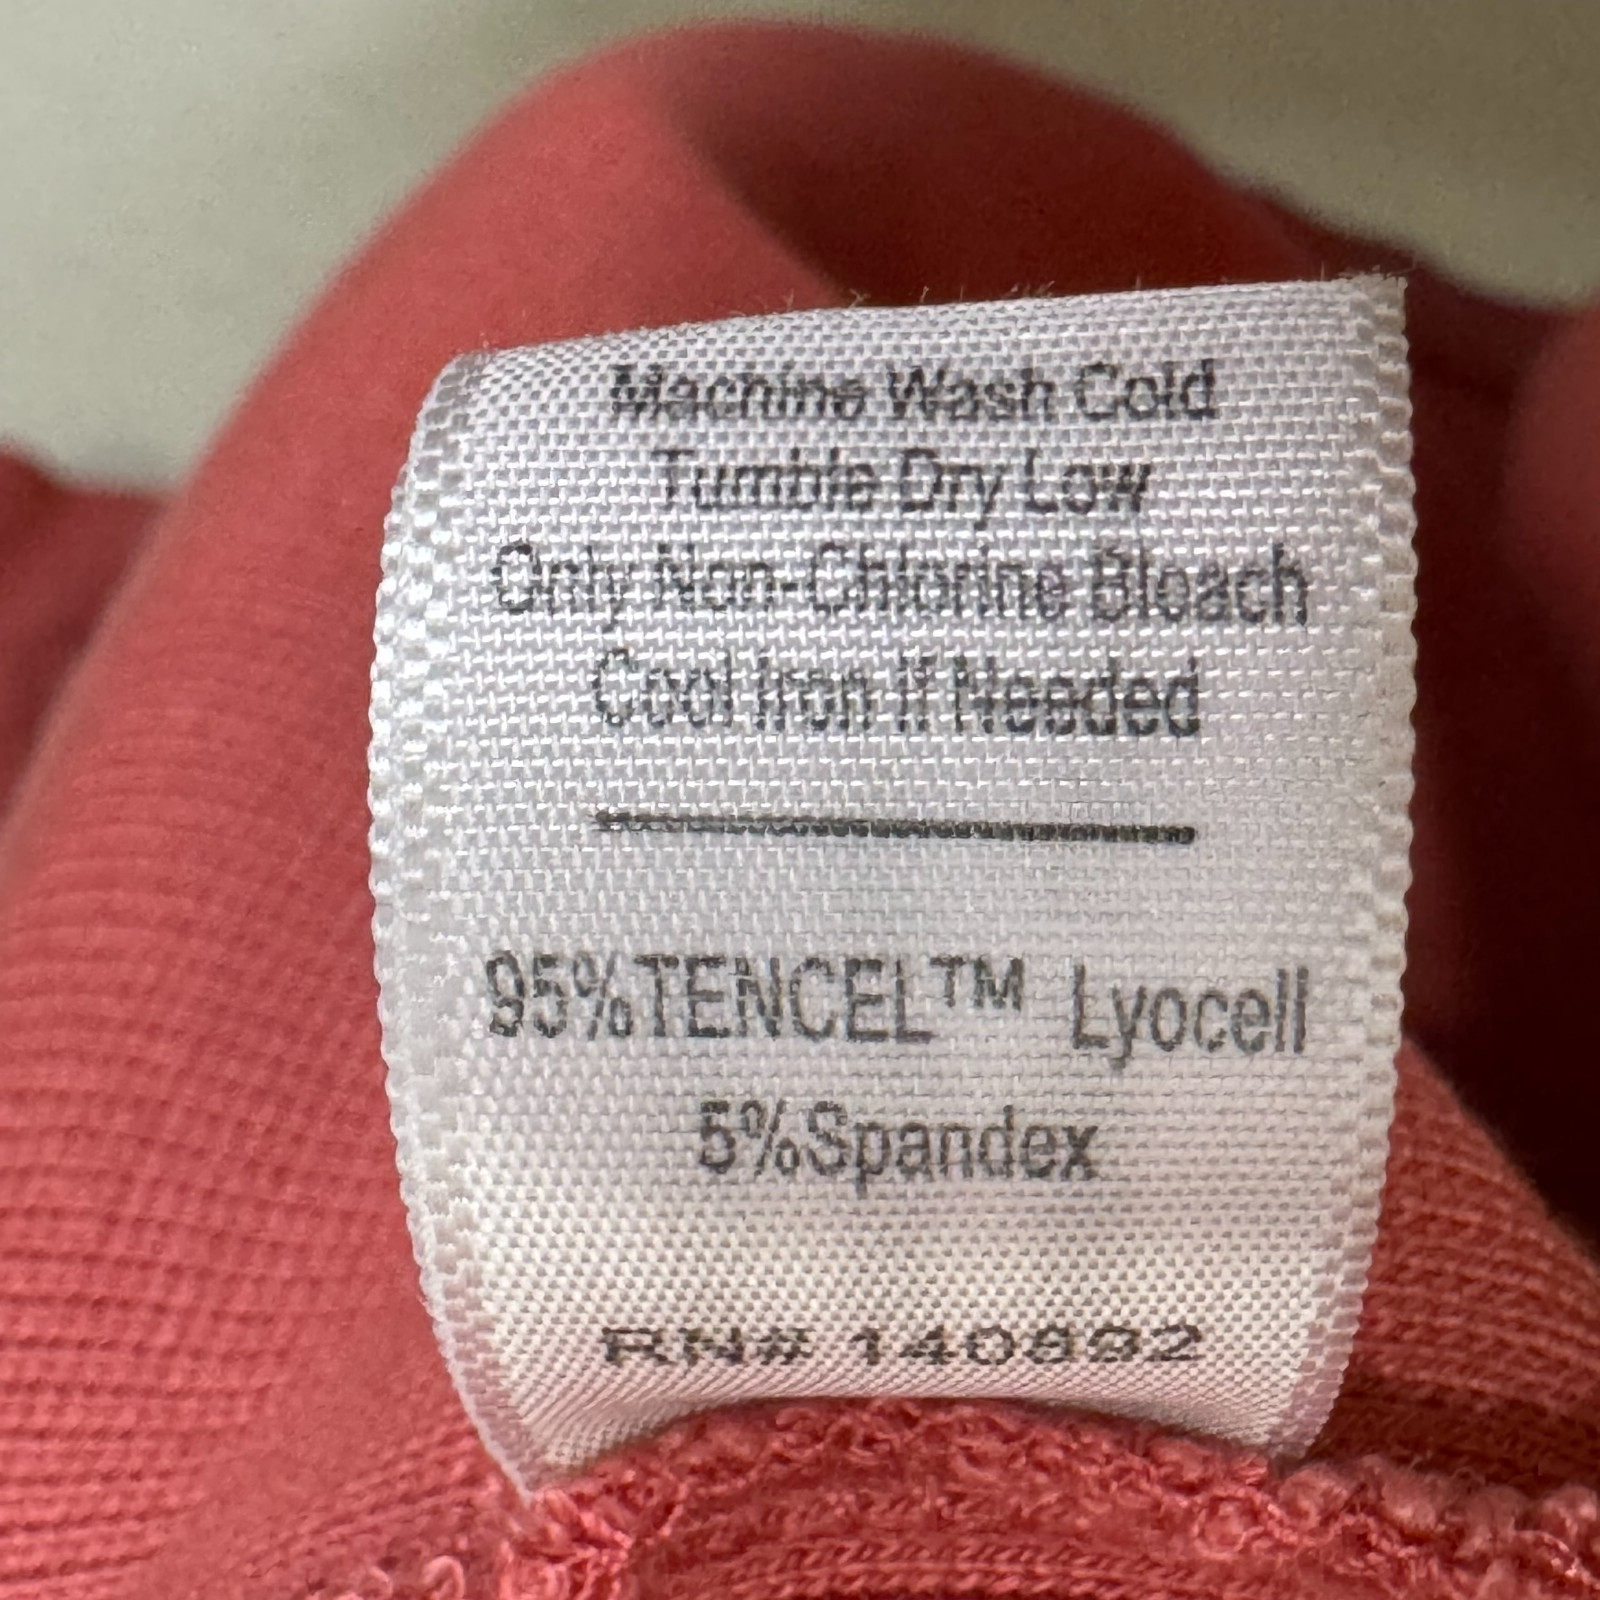 Machine Wash Cold
Tumble Dry Low
Only Non-Chlorine Bleach
Cool Iron If Needed
95%TENCEL™ Lyocell
5%Spandex
RN# 140892